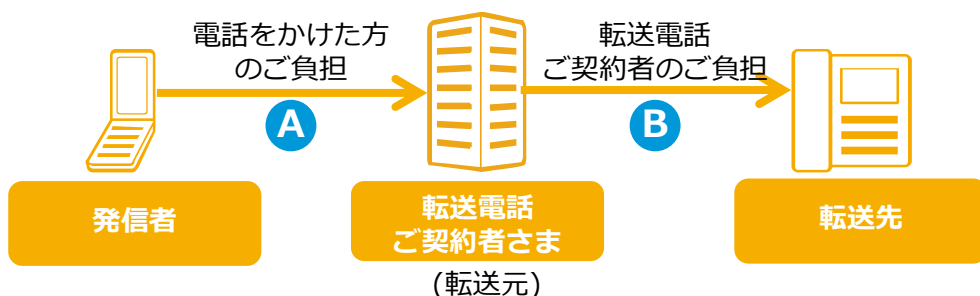 電話をかけた方
のご負担
転送電話
ご契約者のご負担
A
B
発信者
転送電話
ご契約者さま
転送先
(転送元)